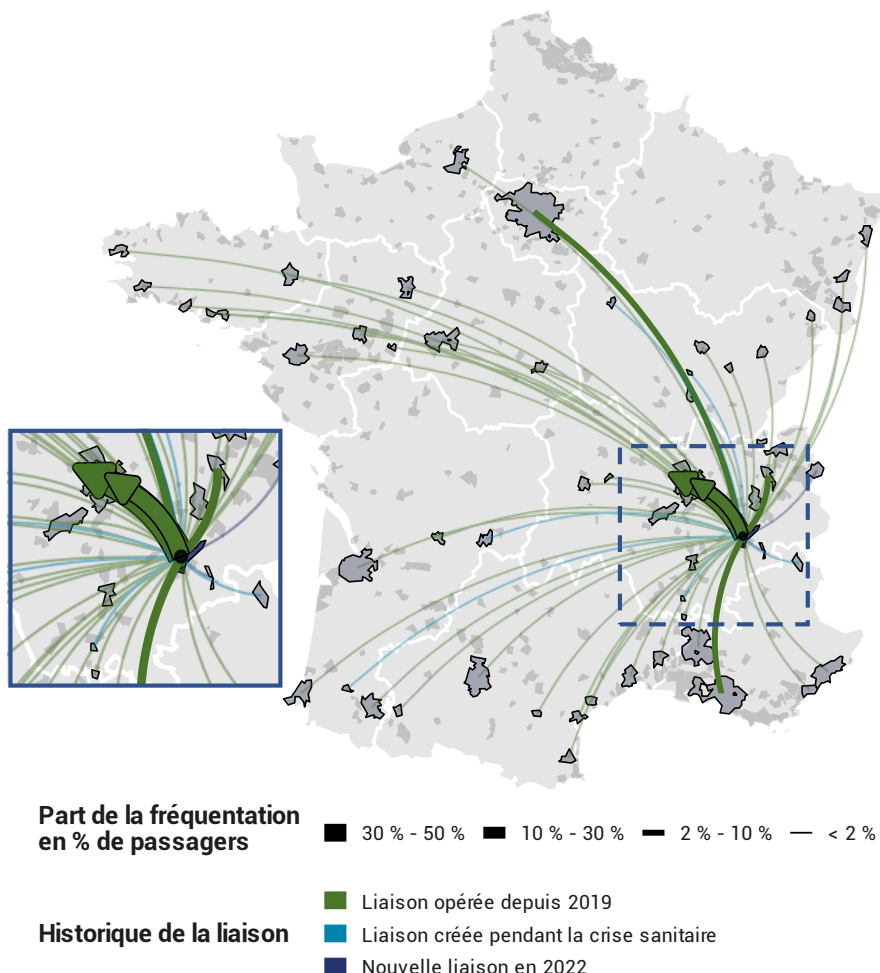 Part de la fréquentation
en % de passagers
30 % - 50 %
10 % - 30 %
2 % - 10 %
< 2 %
Historique de la liaison
Liaison opérée depuis 2019
Liaison créée pendant la crise sanitaire
Nouvelle liaison en 2022